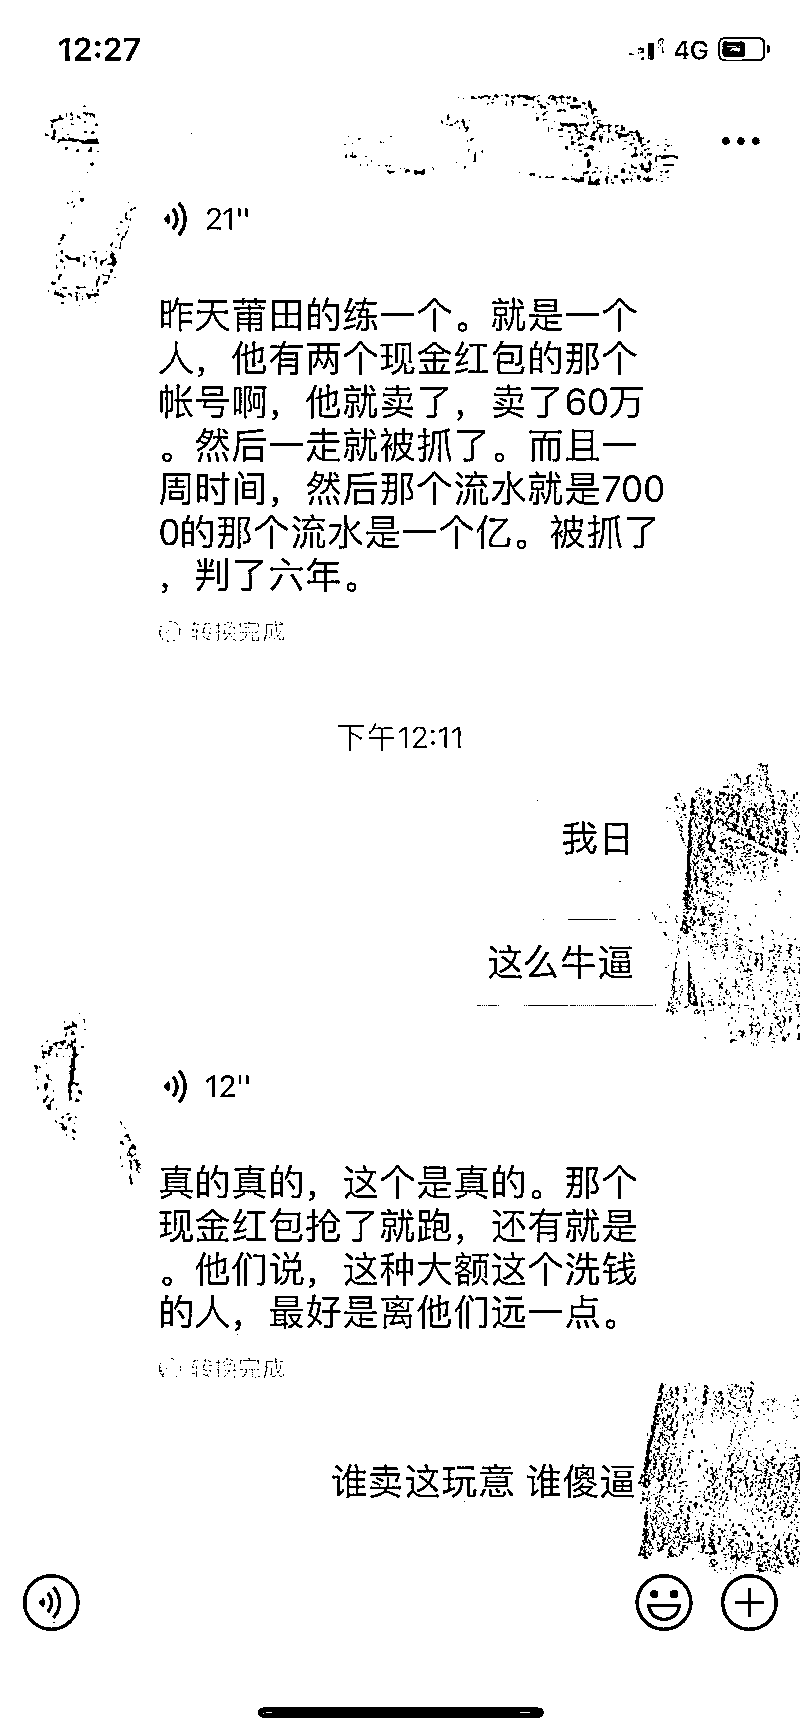 12:27
4G
21"
昨天莆田的练一个。就是一个
人，他有两个现金红包的那个
帐号啊，他就卖了，卖了60万
。然后一走就被抓了。而且一
周时间，然后那个流水就是700
0的那个流水是一个亿。被抓了
，判了六年。
转换完成
下午12:11
我日
这么牛逼
12"
真的真的，这个是真的。那个
现金红包抢了就跑，还有就是
。他们说，这种大额这个洗钱
的人，最好是离他们远一点。
转换完成
谁卖这玩意 谁傻逼